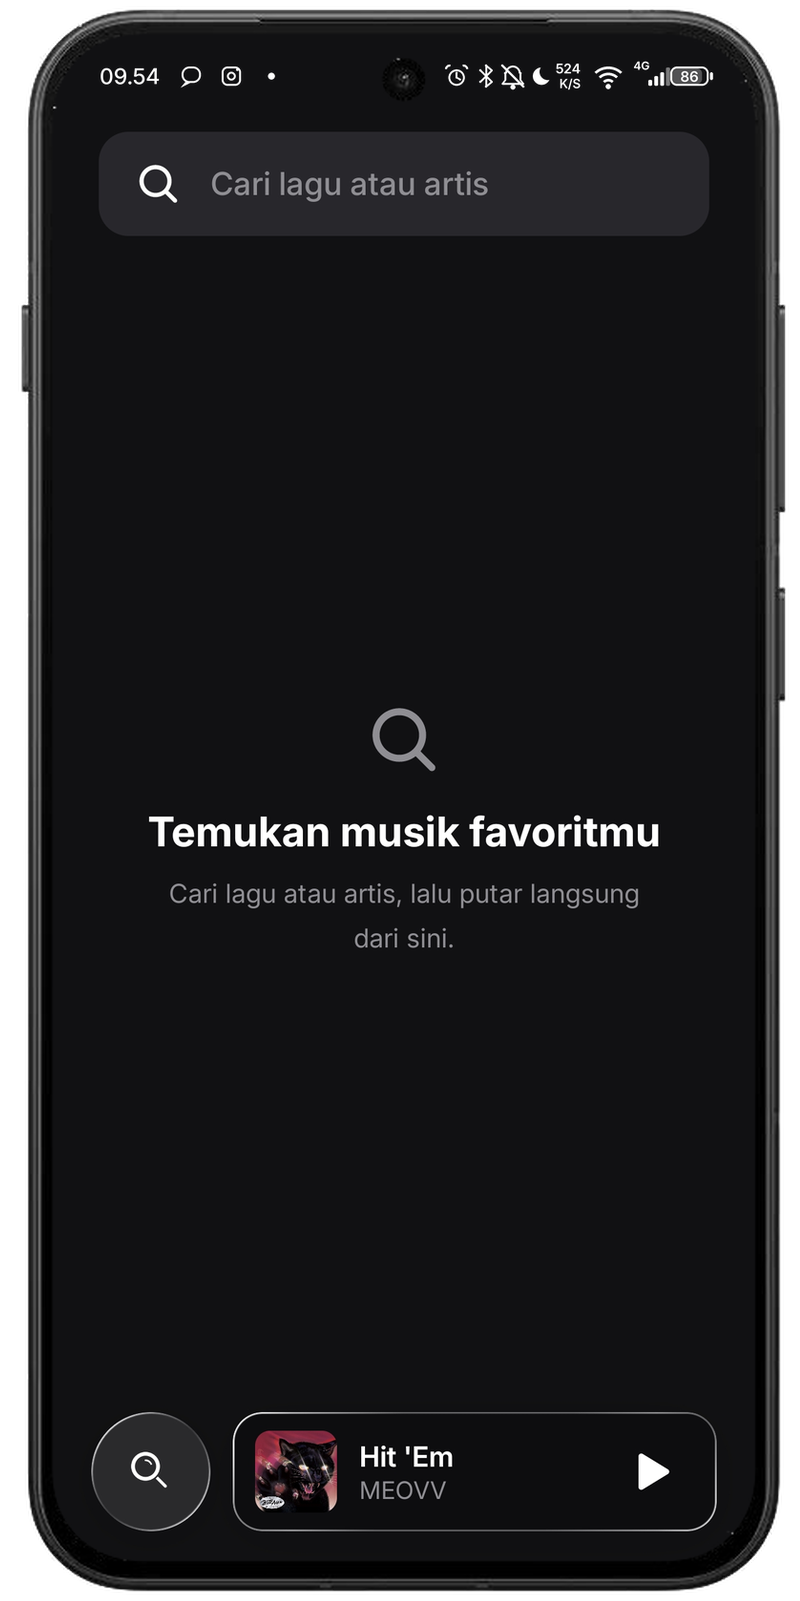 09.54
524 K/S
4G
86
Cari lagu atau artis
Temukan musik favoritmu
Cari lagu atau artis, lalu putar langsung
dari sini.
Hit 'Em
MEOVV